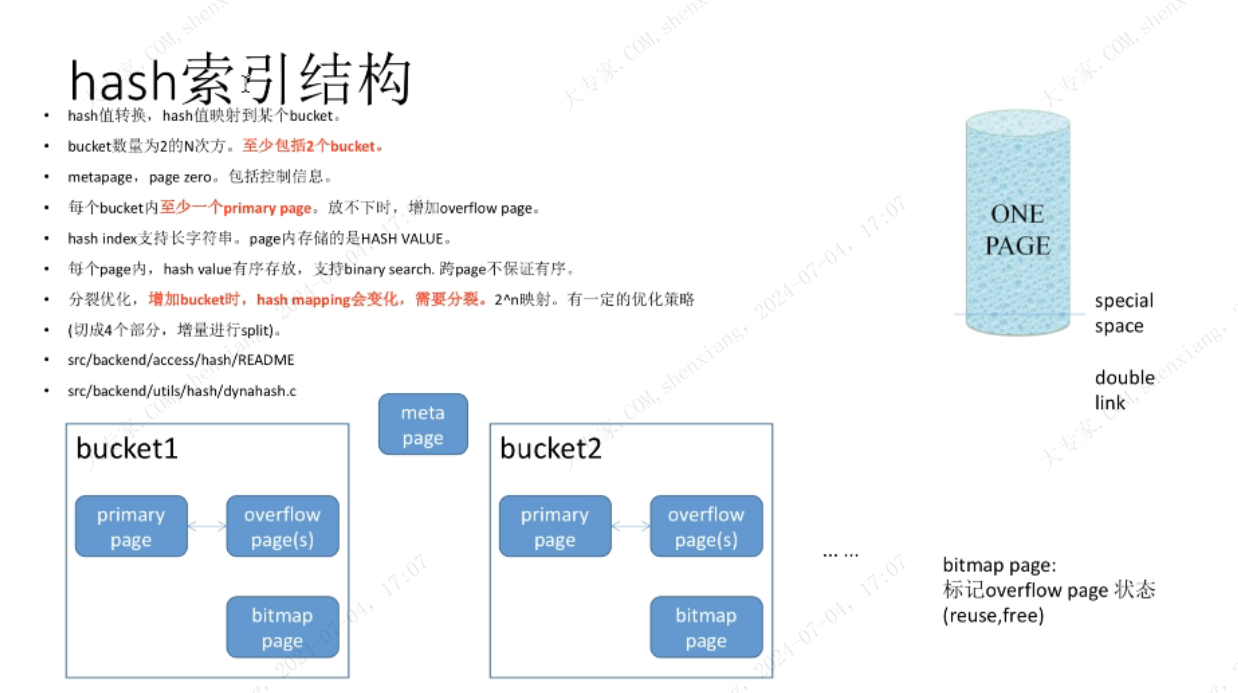 hash索引结构
• hash值转换，hash值映射到某个bucket。
• bucket数量为2的N次方。至少包括2个bucket。
• metapage，page zero。包括控制信息。
• 每个bucket内至少一个primary page。放不下时，增加overflow page。
• hash index支持长字符串。page内存储的是HASH VALUE。
• 每个page内，hash value有序存放，支持binary search. 跨page不保证有序。
• 分裂优化，增加bucket时，hash mapping会变化，需要分裂。2^n映射。有一定的优化策略
• (切成4个部分，增量进行split)。
• src/backend/access/hash/README
• src/backend/utils/hash/dynahash.c
ONE
PAGE
special
space
double
link
meta
page
bucket1
primary
page
overflow
page(s)
bitmap
page
bucket2
primary
page
overflow
page(s)
bitmap
page
... ...
bitmap page:
标记overflow page 状态
(reuse,free)
大专家.COM,shenxiang, 2024-07-04, 17:07